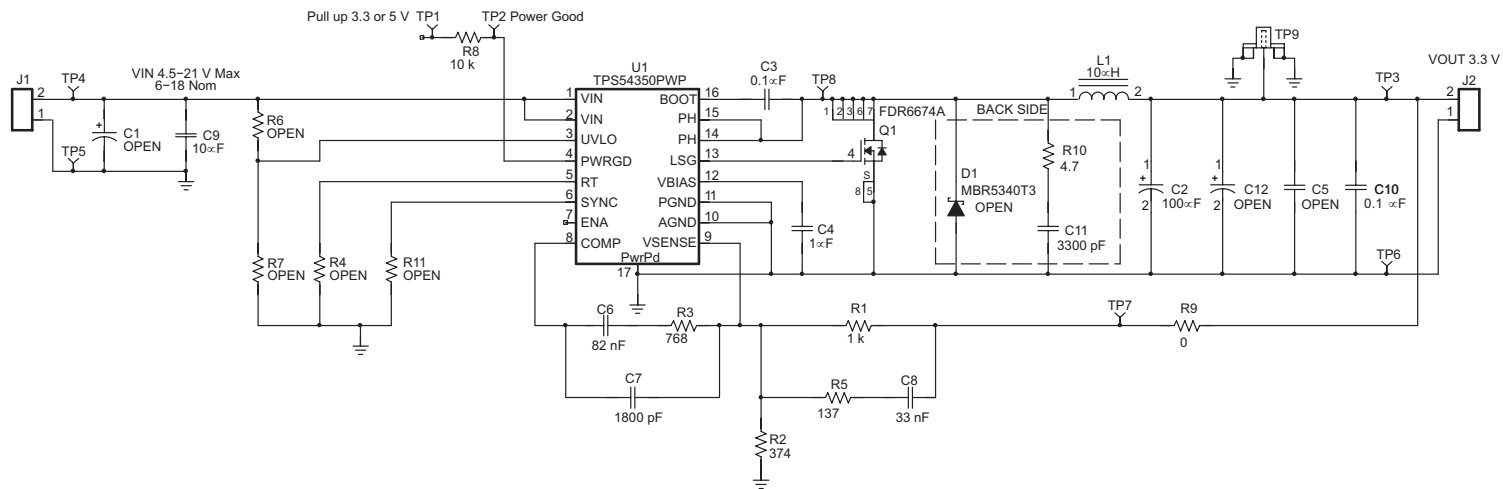 Pull up 3.3 or 5 V
TP1
TP2 Power Good
R8
10 k
J1
2
1
TP4
TP5
VIN 4.5−21 V Max
6−18 Nom
+
C1
OPEN
C9
10∝F
R6
OPEN
R7
OPEN
R4
OPEN
R11
OPEN
U1
TPS54350PWP
1 VIN BOOT 16
2 VIN PH 15
3 UVLO PH 14
4 PWRGD LSG 13
5 RT VBIAS 12
6 SYNC PGND 11
7 ENA AGND 10
8 COMP VSENSE 9
PwrPd
17
C3
0.1∝F
TP8
1 2 3 6 7
FDR6674A
Q1
4
S
8 5
C4
1∝F
BACK SIDE
D1
MBR5340T3
OPEN
R10
4.7
C11
3300 pF
L1
10∝H
1 2
TP9
TP3
VOUT 3.3 V
J2
2
1
1
+
2
C2
100∝F
1
+
2
C12
OPEN
C5
OPEN
C10
0.1 ∝F
TP6
C6
82 nF
R3
768
C7
1800 pF
R1
1 k
TP7
R9
0
R5
137
C8
33 nF
R2
374